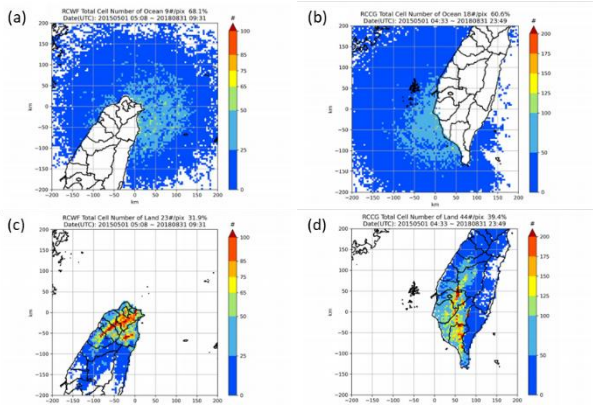 (a)
RCWF Total Cell Number of Ocean 9#/pix 68.1%
Date(UTC): 20150501 05:08 ~ 20180831 09:31
#
200
150
100
50
0
-50
-100
-150
-200
km
-200 -150 -100 -50 0 50 100 150 200
km
100
85
75
65
50
25
0
(b)
RCCG Total Cell Number of Ocean 18#/pix 60.6%
Date(UTC): 20150501 04:33 ~ 20180831 23:49
#
200
150
100
50
0
-50
-100
-150
-200
km
-200 -150 -100 -50 0 50 100 150 200
km
200
175
150
125
100
50
0
(c)
RCWF Total Cell Number of Land 23#/pix 31.9%
Date(UTC): 20150501 05:08 ~ 20180831 09:31
#
200
150
100
50
0
-50
-100
-150
-200
km
-200 -150 -100 -50 0 50 100 150 200
km
100
85
75
65
50
25
0
(d)
RCCG Total Cell Number of Land 44#/pix 39.4%
Date(UTC): 20150501 04:33 ~ 20180831 23:49
#
200
150
100
50
0
-50
-100
-150
-200
km
-200 -150 -100 -50 0 50 100 150 200
km
200
175
150
125
100
50
0